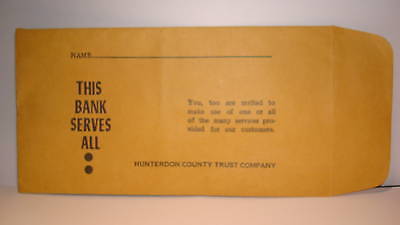 NAME
THIS
BANK
SERVES
ALL
You, too are invited to
make use of one or all
of the many services pro-
vided for our customers.
HUNTERDON COUNTY TRUST COMPANY